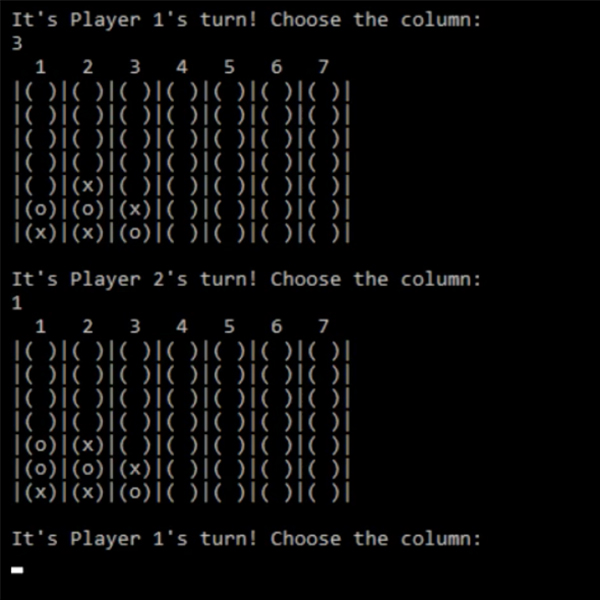 It's Player 1's turn! Choose the column:
3
  1  2  3  4  5  6  7
|( )|( )|( )|( )|( )|( )|( )|
|( )|( )|( )|( )|( )|( )|( )|
|( )|( )|( )|( )|( )|( )|( )|
|( )|( )|( )|( )|( )|( )|( )|
|( )|(x)|( )|( )|( )|( )|( )|
|(o)|(o)|(x)|( )|( )|( )|( )|
|(x)|(x)|(o)|( )|( )|( )|( )|
It's Player 2's turn! Choose the column:
1
  1  2  3  4  5  6  7
|( )|( )|( )|( )|( )|( )|( )|
|( )|( )|( )|( )|( )|( )|( )|
|( )|( )|( )|( )|( )|( )|( )|
|( )|( )|( )|( )|( )|( )|( )|
|(o)|(x)|( )|( )|( )|( )|( )|
|(o)|(o)|(x)|( )|( )|( )|( )|
|(x)|(x)|(o)|( )|( )|( )|( )|
It's Player 1's turn! Choose the column: